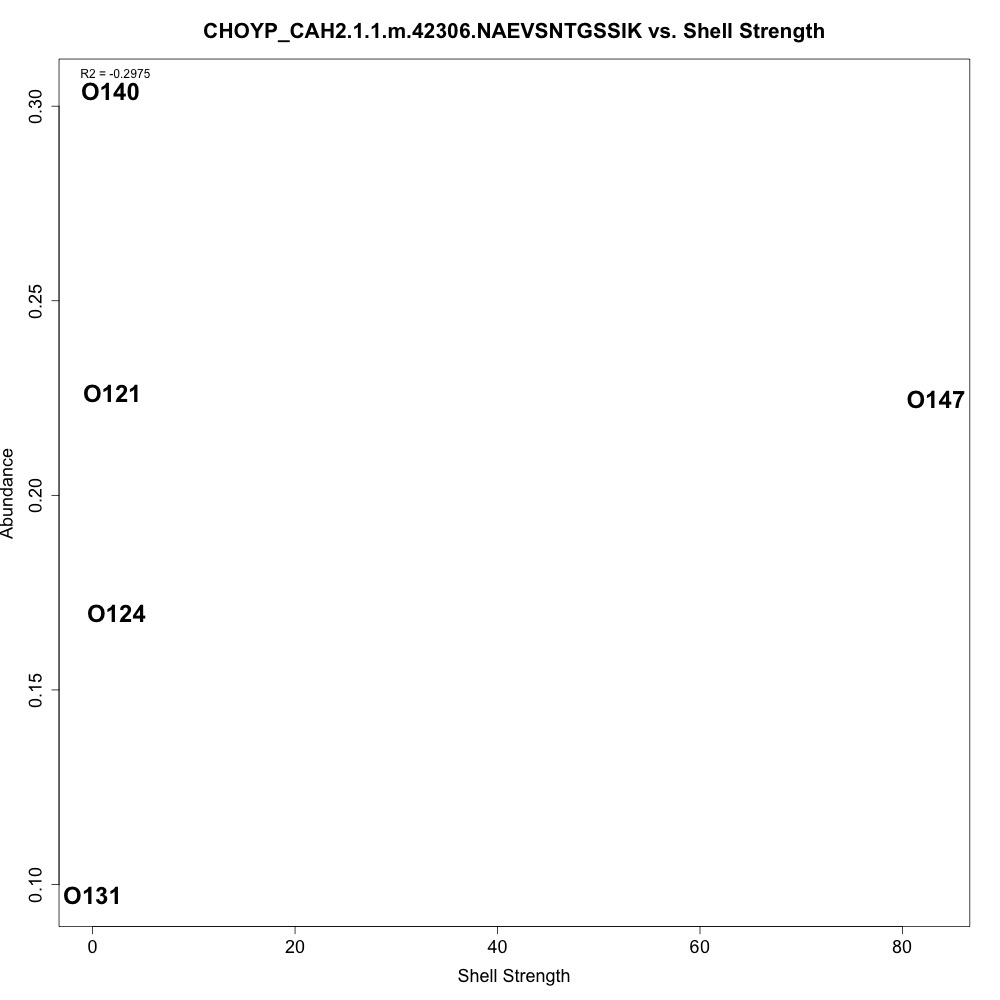 CHOYP_CAH2.1.1.m.42306.NAEVSNTGSSIK vs. Shell Strength
R2 = -0.2975
O140
0.30
0.25
O121
O147
Abundance
0.20
O124
0.15
0.10
O131
0 20 40 60 80
Shell Strength